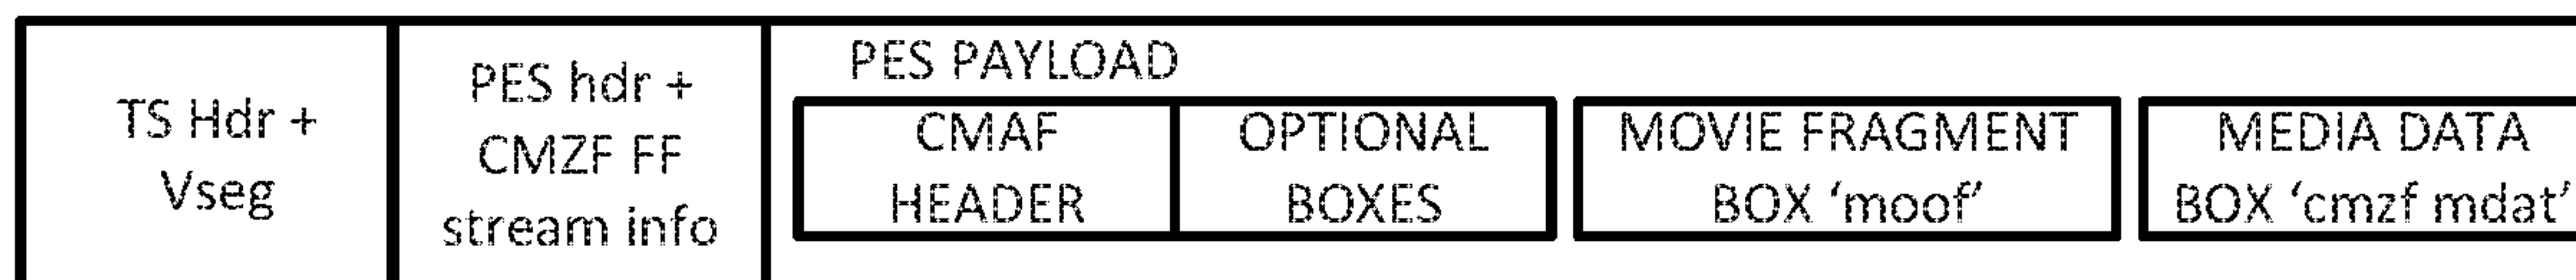 TS Hdr +
Vseg
PES hdr +
CMZF FF
stream info
PES PAYLOAD
CMAF
HEADER
OPTIONAL
BOXES
MOVIE FRAGMENT
BOX ‘moof’
MEDIA DATA
BOX ‘cmzf mdat’